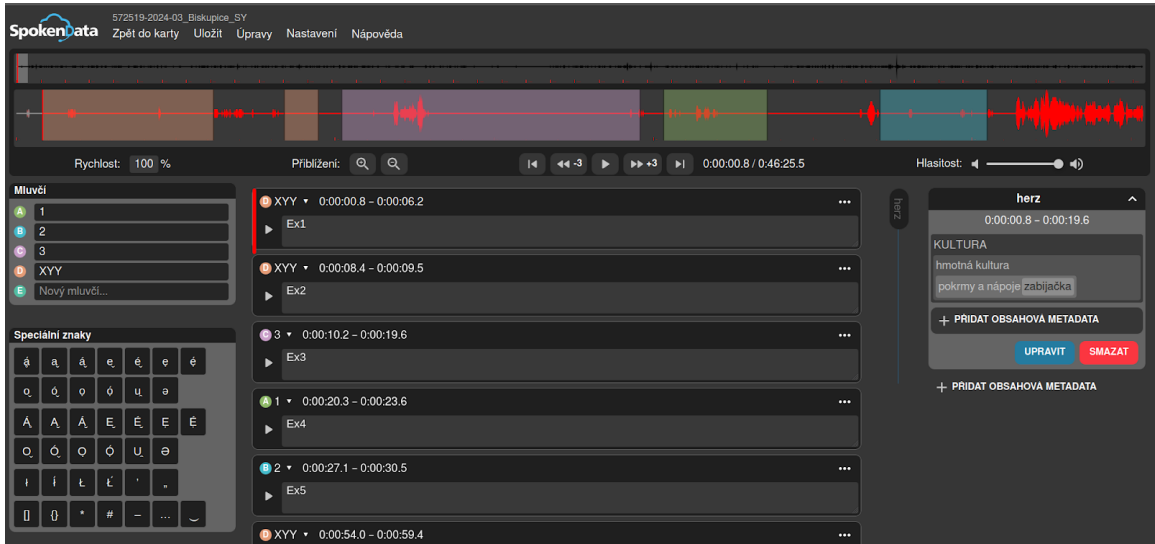 SpokenData
572519-2024-03_Biskupice_SY
Zpět do karty Uložit Úpravy Nastavení Nápověda
Rychlost: 100 %
Přiblížení:
-3
+3
0:00:00.8 / 0:46:25.5
Hlasitost:
Mluvčí
A 1
B 2
C 3
D XYY
E Nový mluvčí...
Speciální znaky
[] {} * # – ...
D XYY 0:00:00.8 – 0:00:06.2
Ex1
D XYY 0:00:08.4 – 0:00:09.5
Ex2
C 3 0:00:10.2 – 0:00:19.6
Ex3
A 1 0:00:20.3 – 0:00:23.6
Ex4
B 2 0:00:27.1 – 0:00:30.5
Ex5
D XYY 0:00:54.0 – 0:00:59.4
herz
herz
0:00:00.8 – 0:00:19.6
KULTURA
hmotná kultura
pokrmy a nápoje zabijačka
+ PŘIDAT OBSAHOVÁ METADATA
UPRAVIT SMAZAT
+ PŘIDAT OBSAHOVÁ METADATA